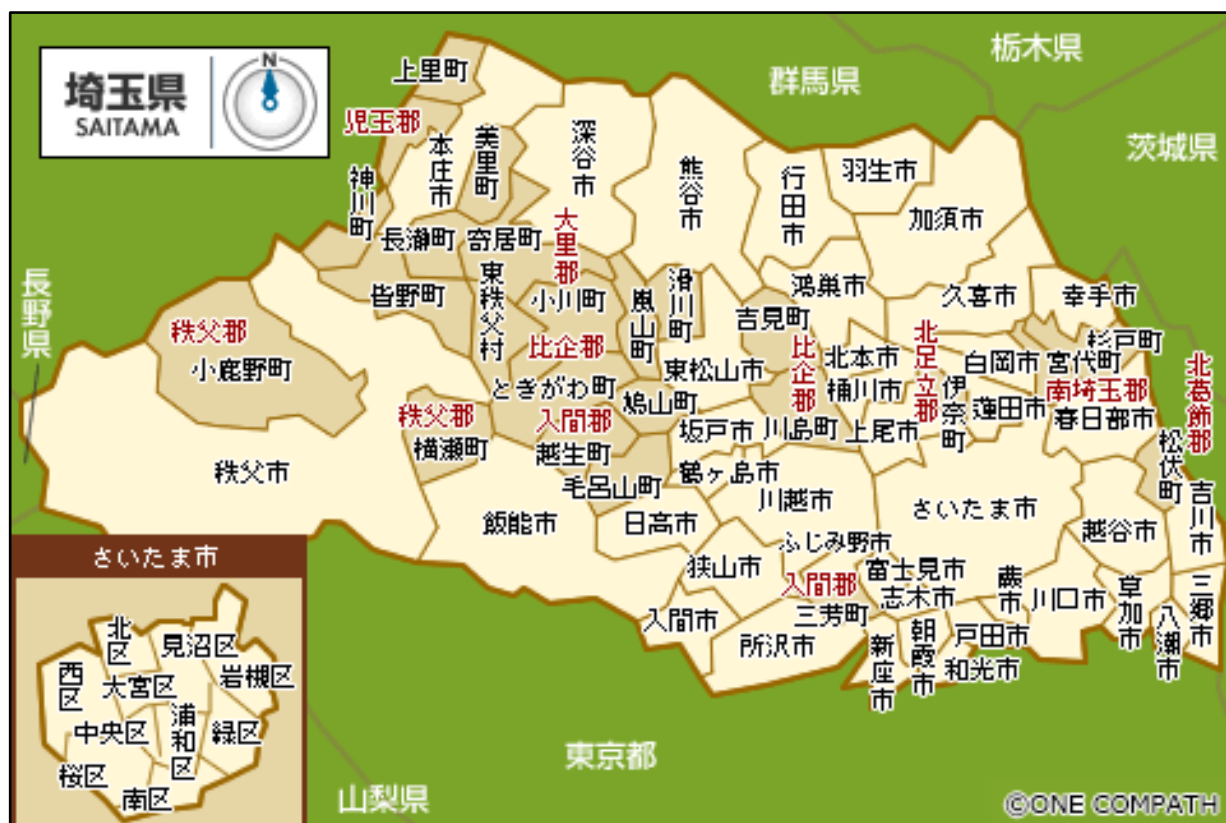 埼玉県
SAITAMA
N
栃木県
群馬県
茨城県
長野県
山梨県
東京都
上里町
児玉郡
神川町
本庄市
美里町
深谷市
熊谷市
行田市
羽生市
加須市
長瀞町
寄居町
大里郡
皆野町
東秩父村
小川町
嵐山町
滑川町
吉見町
鴻巣市
久喜市
幸手市
秩父郡
小鹿野町
比企郡
ときがわ町
東松山市
比企郡
北本市
桶川市
北足立郡
伊奈町
白岡市
宮代町
杉戸町
南埼玉郡
北葛飾郡
秩父郡
横瀬町
入間郡
越生町
鳩山町
坂戸市
川島町
上尾市
蓮田市
春日部市
松伏町
吉川市
秩父市
毛呂山町
鶴ヶ島市
川越市
さいたま市
越谷市
飯能市
日高市
狭山市
ふじみ野市
入間郡
富士見市
志木市
蕨市
川口市
草加市
八潮市
三郷市
入間市
所沢市
三芳町
新座市
朝霞市
和光市
戸田市
さいたま市
北区
見沼区
西区
大宮区
岩槻区
中央区
浦和区
緑区
桜区
南区
©ONE COMPATH